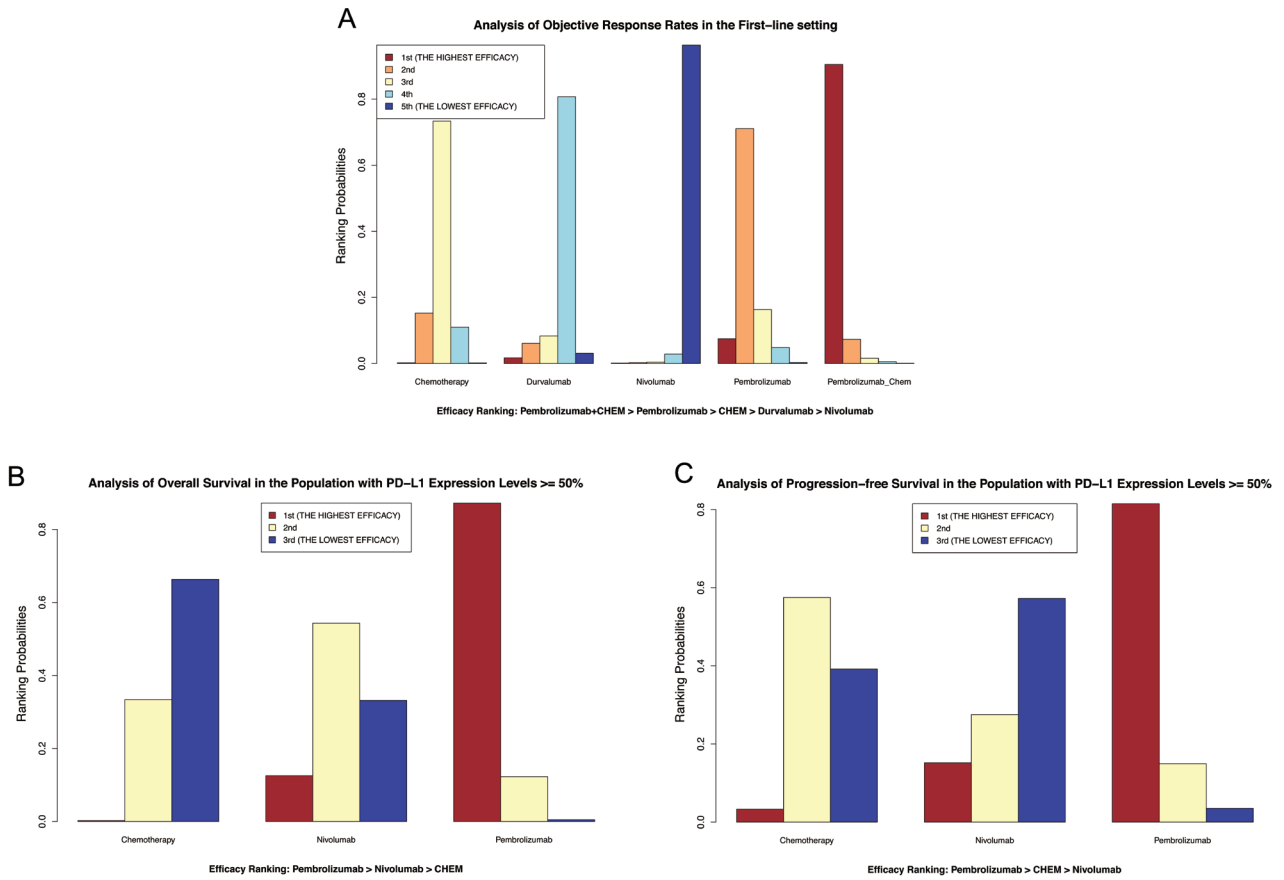 A
Analysis of Objective Response Rates in the First–line setting
1st (THE HIGHEST EFFICACY)
2nd
3rd
4th
5th (THE LOWEST EFFICACY)
Ranking Probabilities
0.8
0.6
0.4
0.2
0.0
Chemotherapy
Durvalumab
Nivolumab
Pembrolizumab
Pembrolizumab_Chem
Efficacy Ranking: Pembrolizumab+CHEM > Pembrolizumab > CHEM > Durvalumab > Nivolumab
B
Analysis of Overall Survival in the Population with PD–L1 Expression Levels >= 50%
1st (THE HIGHEST EFFICACY)
2nd
3rd (THE LOWEST EFFICACY)
Ranking Probabilities
0.8
0.6
0.4
0.2
0.0
Chemotherapy
Nivolumab
Pembrolizumab
Efficacy Ranking: Pembrolizumab > Nivolumab > CHEM
C
Analysis of Progression–free Survival in the Population with PD–L1 Expression Levels >= 50%
1st (THE HIGHEST EFFICACY)
2nd
3rd (THE LOWEST EFFICACY)
Ranking Probabilities
0.8
0.6
0.4
0.2
0.0
Chemotherapy
Nivolumab
Pembrolizumab
Efficacy Ranking: Pembrolizumab > CHEM > Nivolumab